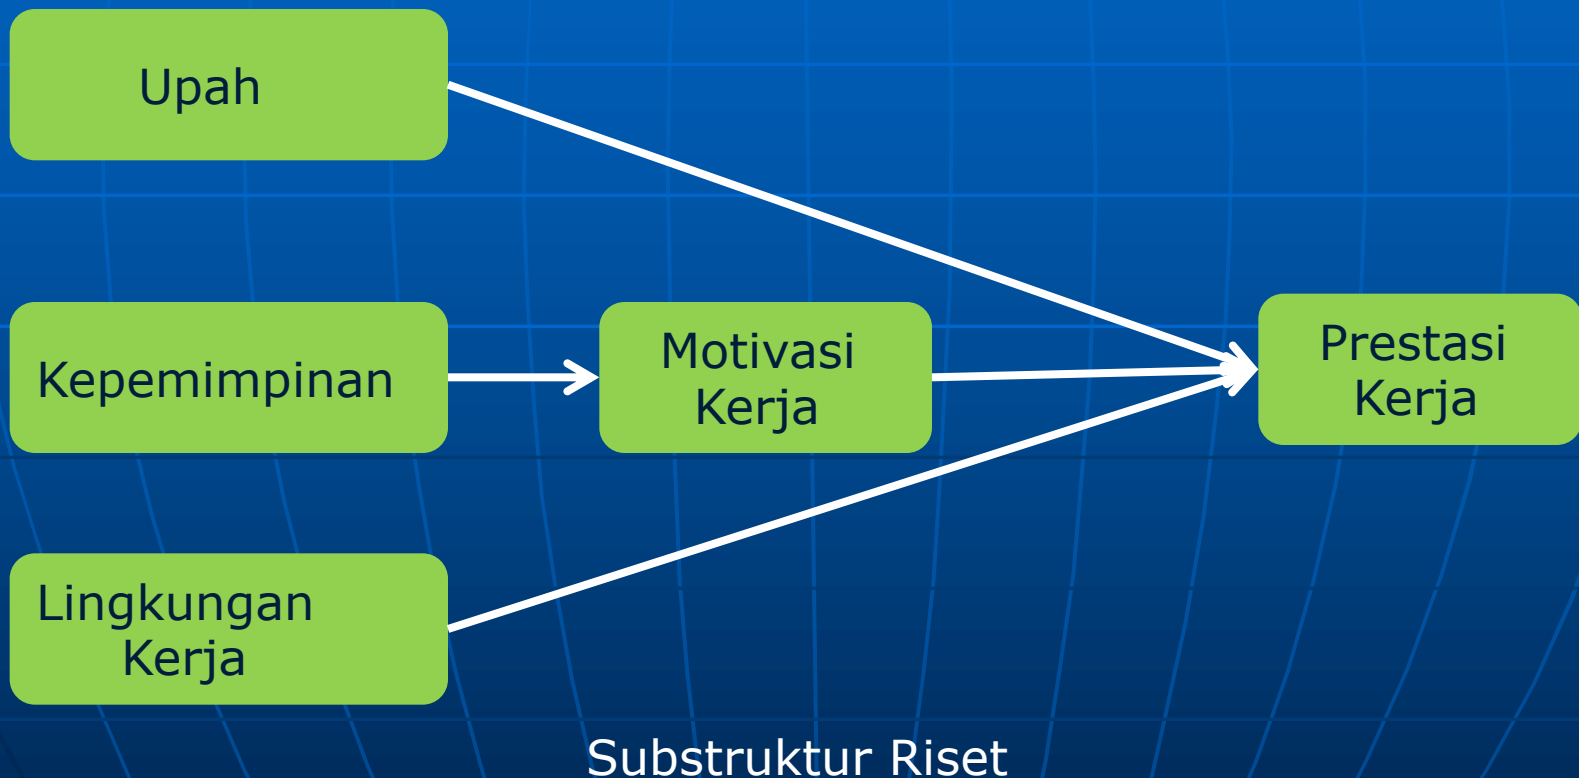 Upah
Kepemimpinan
Motivasi
Kerja
Prestasi
Kerja
Lingkungan
Kerja
Substruktur Riset